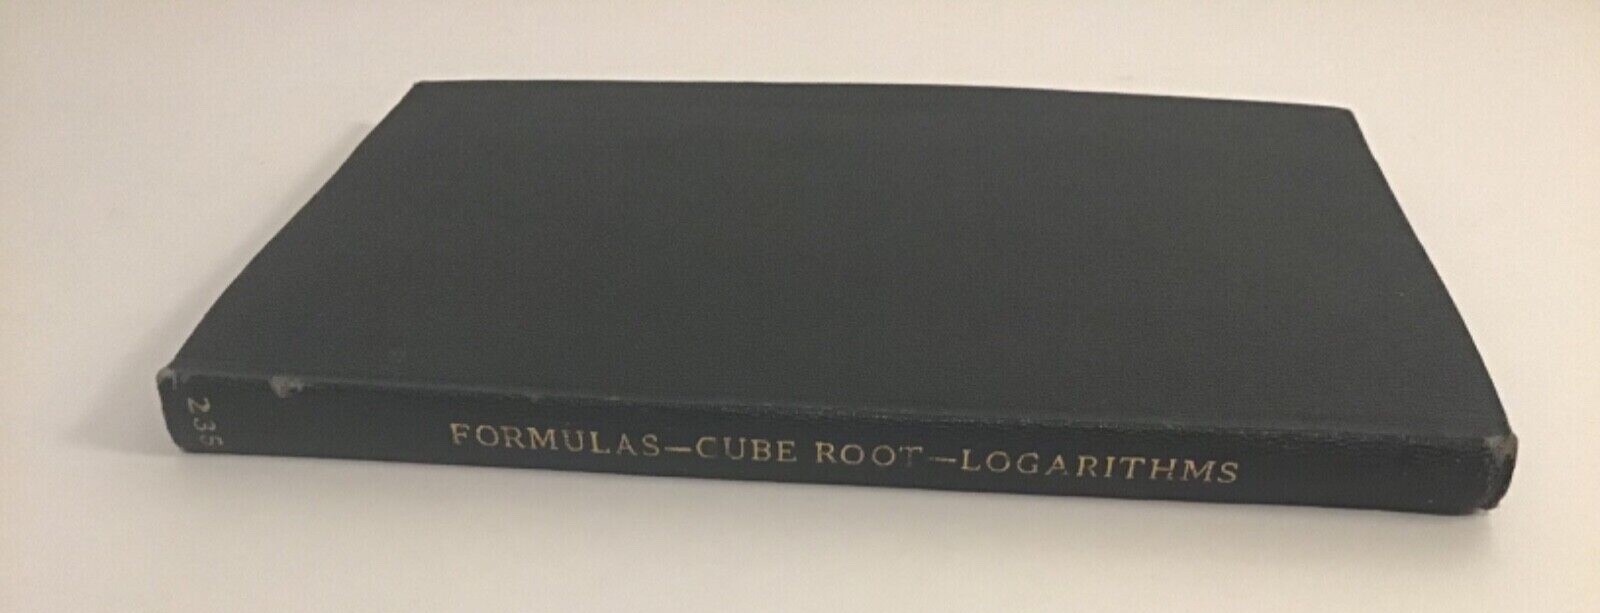 235
FORMULAS—CUBE ROOT—LOGARITHMS